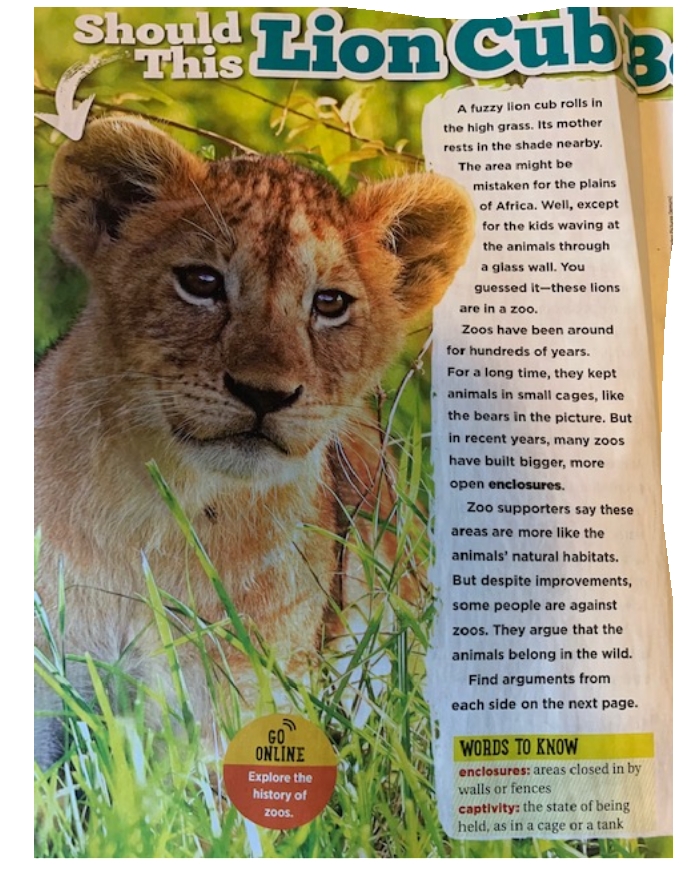 Should
This Lion Cub
A fuzzy lion cub rolls in
the high grass. Its mother
rests in the shade nearby.
The area might be
mistaken for the plains
of Africa. Well, except
for the kids waving at
the animals through
a glass wall. You
guessed it—these lions
are in a zoo.
Zoos have been around
for hundreds of years.
For a long time, they kept
animals in small cages, like
the bears in the picture. But
in recent years, many zoos
have built bigger, more
open enclosures.
Zoo supporters say these
areas are more like the
animals' natural habitats.
But despite improvements,
some people are against
zoos. They argue that the
animals belong in the wild.
Find arguments from
each side on the next page.
GO
ONLINE
Explore the
history of
zoos.
WORDS TO KNOW
enclosures: areas closed in by
walls or fences
captivity: the state of being
held, as in a cage or a tank